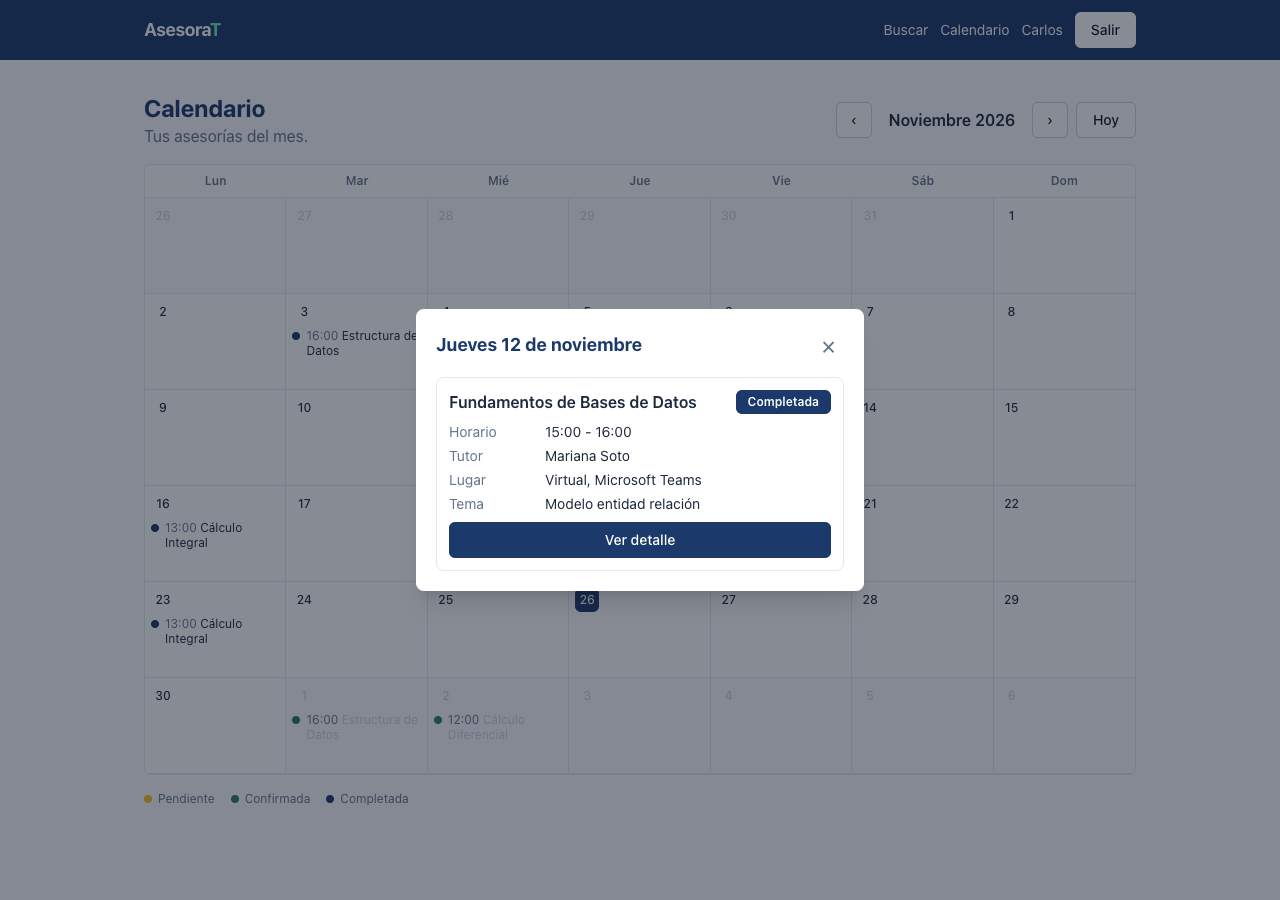 AsesoraT
Buscar Calendario Carlos Salir
Calendario
Tus asesorías del mes.
‹ Noviembre 2026 › Hoy
Lun Mar Mié Jue Vie Sáb Dom
26 27 28 29 30 31 1
2 3 7 8
16:00 Estructura de
Datos
9 10 14 15
16 17 21 22
13:00 Cálculo
Integral
23 24 25 26 27 28 29
13:00 Cálculo
Integral
30 1 2 3 4 5 6
16:00 Estructura de
Datos
12:00 Cálculo
Diferencial
Pendiente Confirmada Completada
Jueves 12 de noviembre ✕
Fundamentos de Bases de Datos Completada
Horario 15:00 - 16:00
Tutor Mariana Soto
Lugar Virtual, Microsoft Teams
Tema Modelo entidad relación
Ver detalle